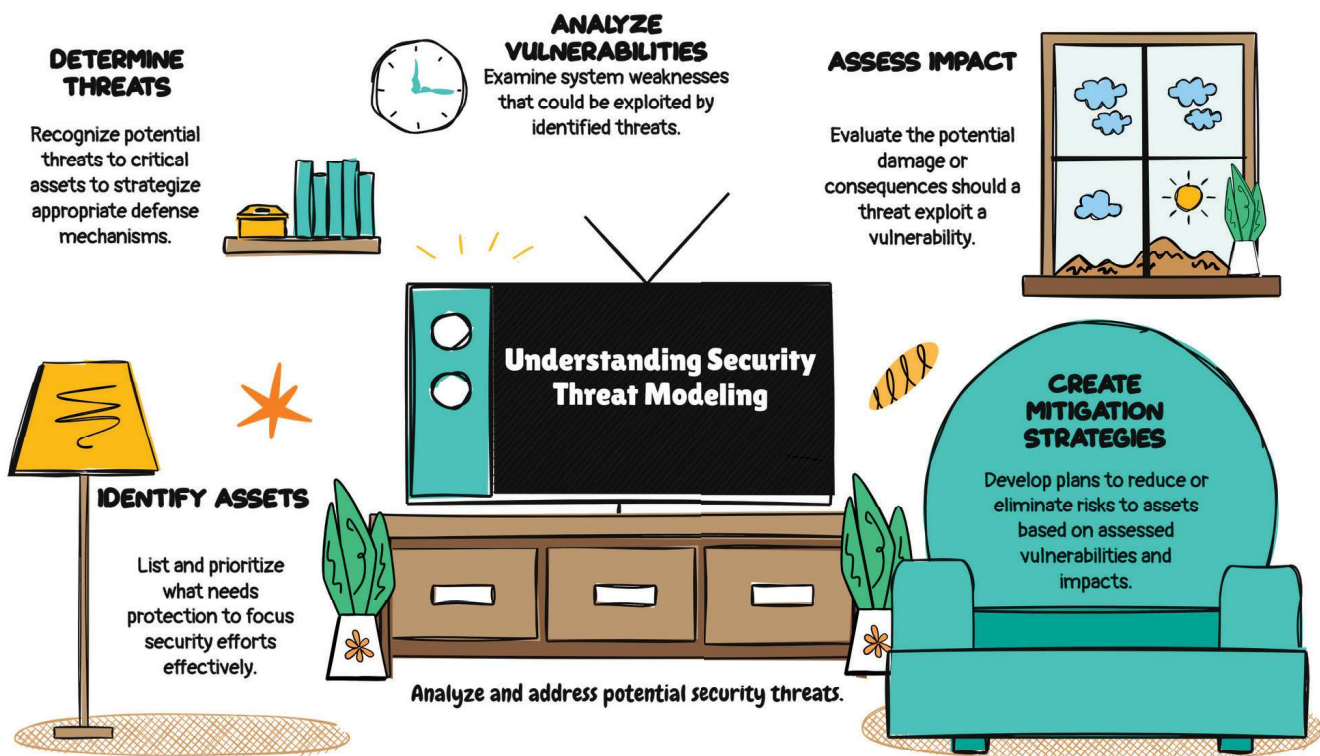 DETERMINE
THREATS
Recognize potential
threats to critical
assets to strategize
appropriate defense
mechanisms.
ANALYZE
VULNERABILITIES
Examine system weaknesses
that could be exploited by
identified threats.
ASSESS IMPACT
Evaluate the potential
damage or
consequences should a
threat exploit a
vulnerability.
Understanding Security
Threat Modeling
IDENTIFY ASSETS
List and prioritize
what needs
protection to focus
security efforts
effectively.
CREATE
MITIGATION
STRATEGIES
Develop plans to reduce or
eliminate risks to assets
based on assessed
vulnerabilities and
impacts.
Analyze and address potential security threats.